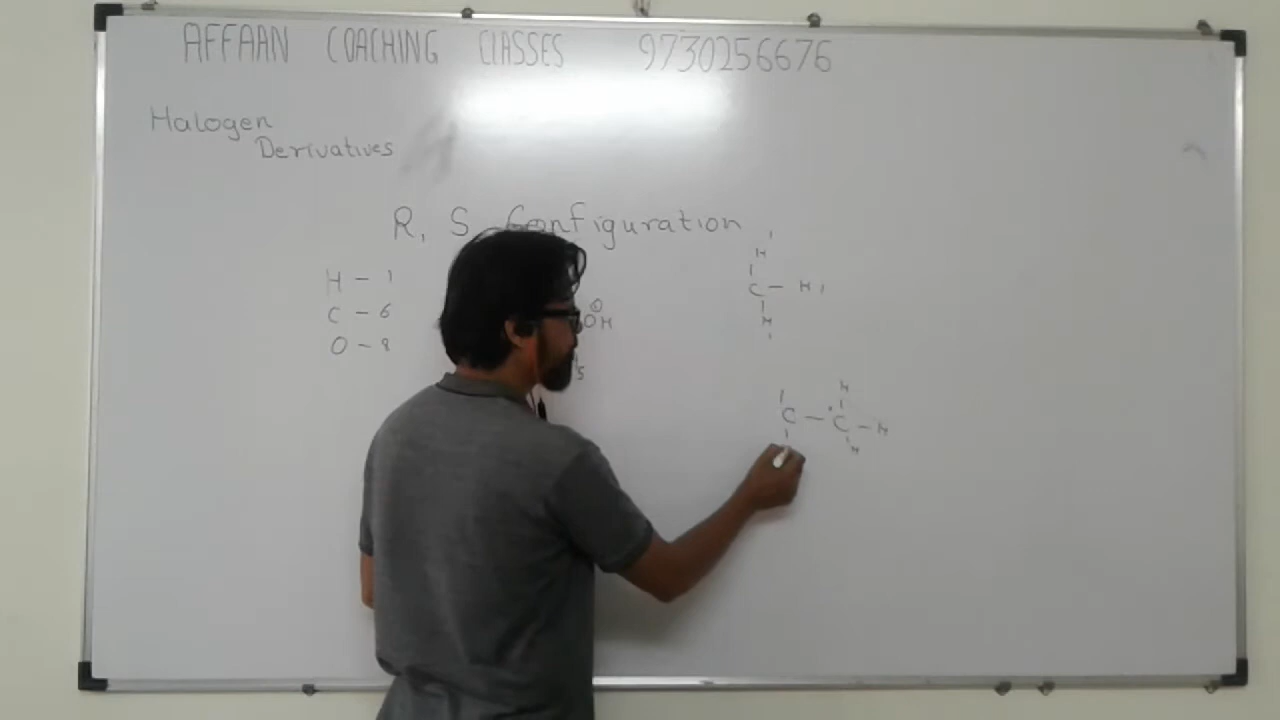 AFFAAN COACHING CLASSES 9730256676
Halogen
Derivatives
R, S Configuration
H - 1
C - 6
O - 8
OH
H
C - H
H
H
C - C - H
H